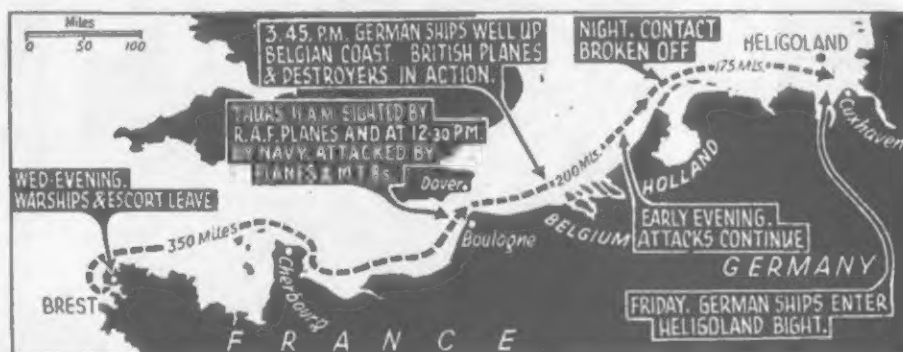 Miles
0 50 100
3.45. P.M. GERMAN SHIPS WELL UP
BELGIAN COAST. BRITISH PLANES
& DESTROYERS IN ACTION.
NIGHT. CONTACT
BROKEN OFF
HELIGOLAND
175 MLS.
Cuxhaven
THURS. 11 A.M. SIGHTED BY
R.A.F. PLANES AND AT 12.30 P.M.
BY NAVY. ATTACKED BY
PLANES & M.T.Bs.
Dover
200 MLS.
HOLLAND
WED. EVENING.
WARSHIPS & ESCORT LEAVE
350 Miles
Boulogne
BELGIUM
EARLY EVENING.
ATTACKS CONTINUE
Cherbourg
BREST
GERMANY
FRIDAY. GERMAN SHIPS ENTER
HELIGOLAND BIGHT.
FRANCE